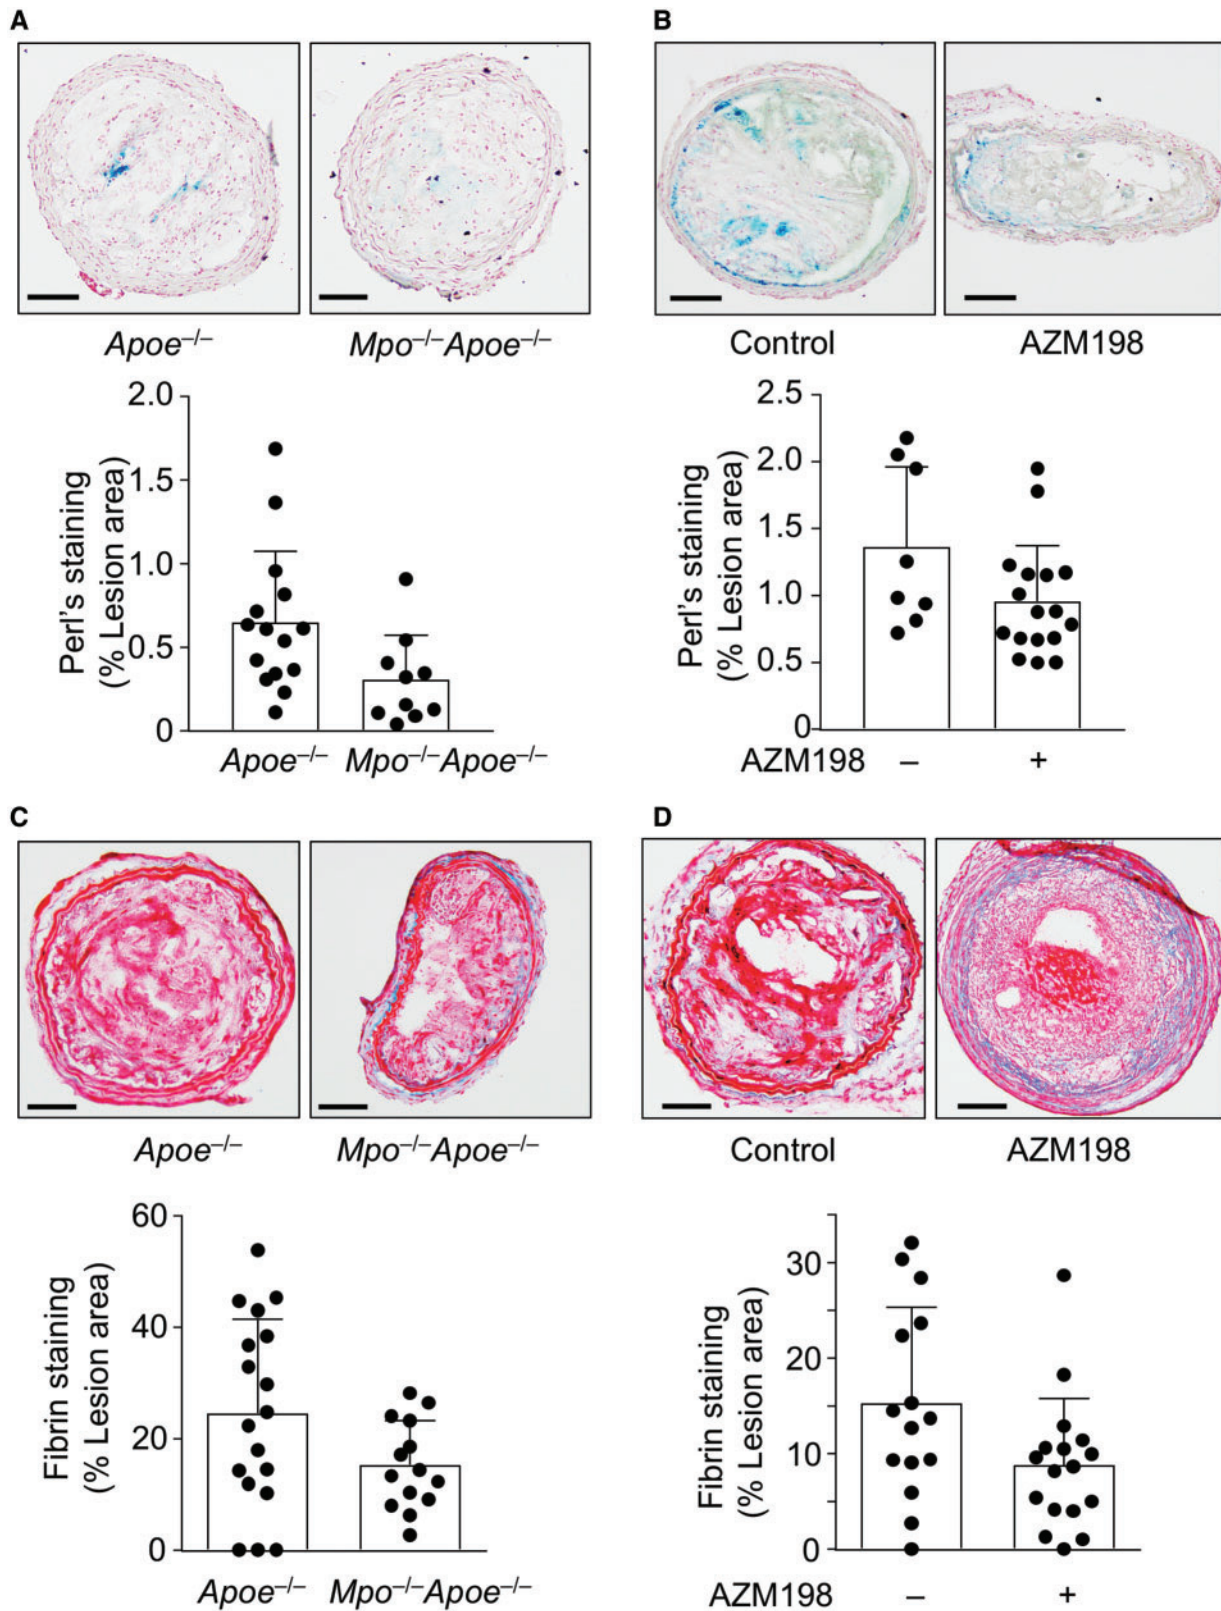 A
B
Apoe–/–
Mpo–/–Apoe–/–
Control
AZM198
2.0
1.5
1.0
0.5
0
Perl's staining
(% Lesion area)
Apoe–/–
Mpo–/–Apoe–/–
2.5
2.0
1.5
1.0
0.5
0
Perl's staining
(% Lesion area)
AZM198
–
+
C
D
Apoe–/–
Mpo–/–Apoe–/–
Control
AZM198
60
40
20
0
Fibrin staining
(% Lesion area)
Apoe–/–
Mpo–/–Apoe–/–
30
20
10
0
Fibrin staining
(% Lesion area)
AZM198
–
+